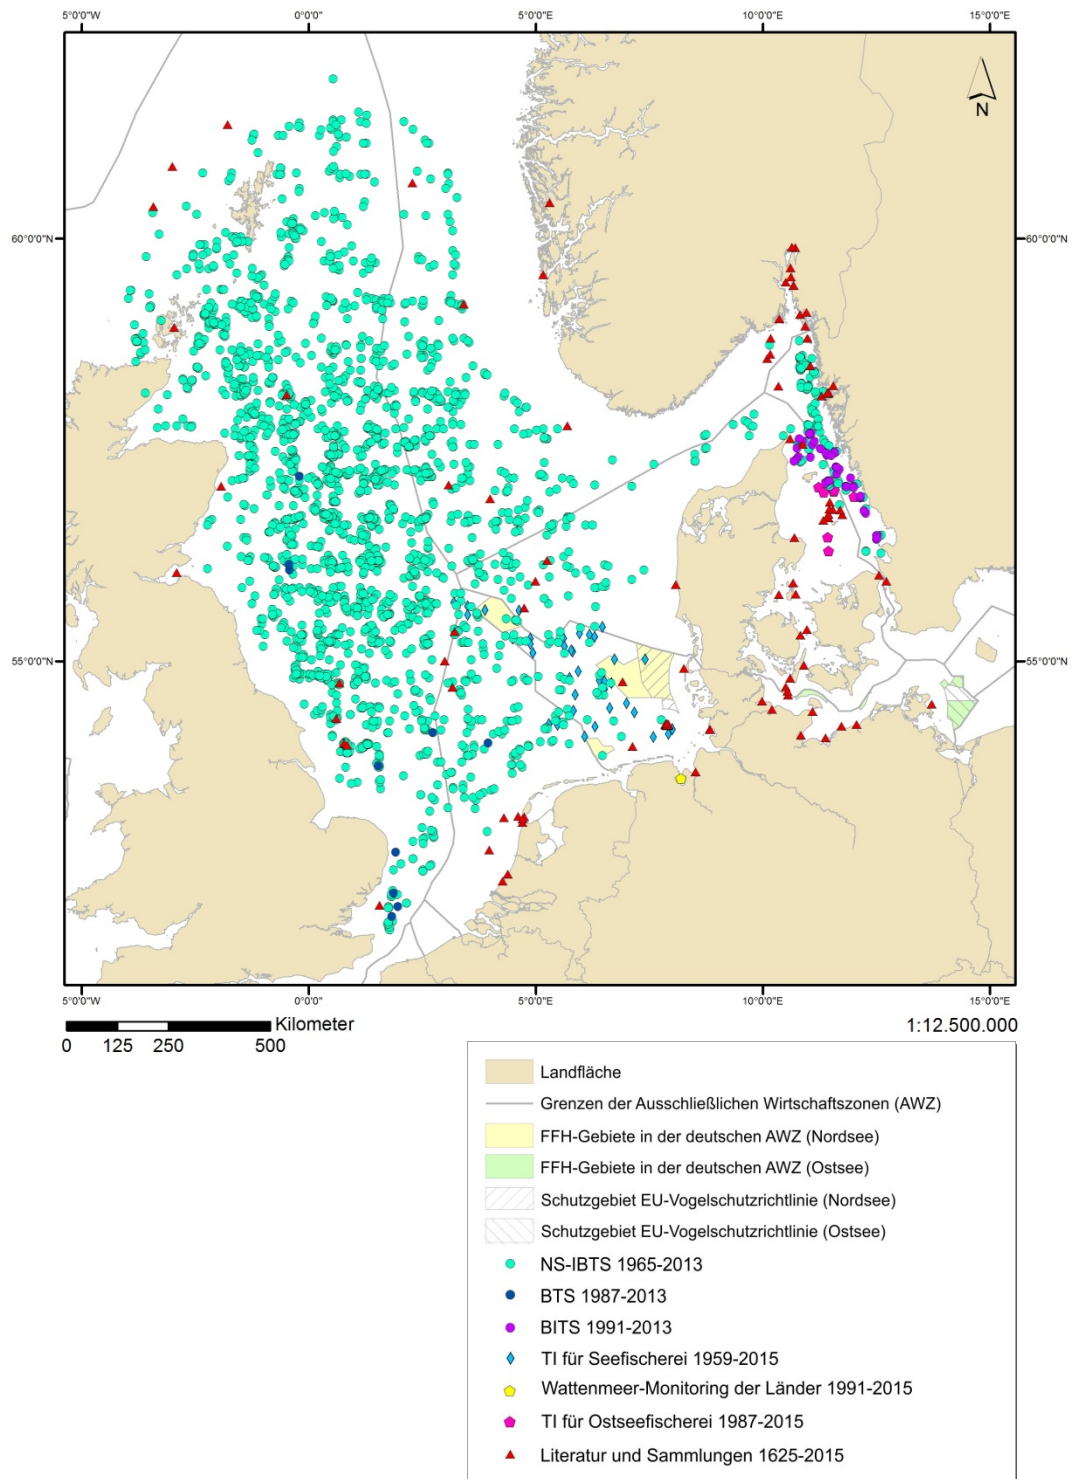 5°0'0"W 0°0'0" 5°0'0"E 10°0'0"E 15°0'0"E
N
60°0'0"N 60°0'0"N
55°0'0"N 55°0'0"N
5°0'0"W 0°0'0" 5°0'0"E 10°0'0"E 15°0'0"E
Kilometer 1:12.500.000
0 125 250 500
Landfläche
Grenzen der Ausschließlichen Wirtschaftszonen (AWZ)
FFH-Gebiete in der deutschen AWZ (Nordsee)
FFH-Gebiete in der deutschen AWZ (Ostsee)
Schutzgebiet EU-Vogelschutzrichtlinie (Nordsee)
Schutzgebiet EU-Vogelschutzrichtlinie (Ostsee)
NS-IBTS 1965-2013
BTS 1987-2013
BITS 1991-2013
TI für Seefischerei 1959-2015
Wattenmeer-Monitoring der Länder 1991-2015
TI für Ostseefischerei 1987-2015
Literatur und Sammlungen 1625-2015